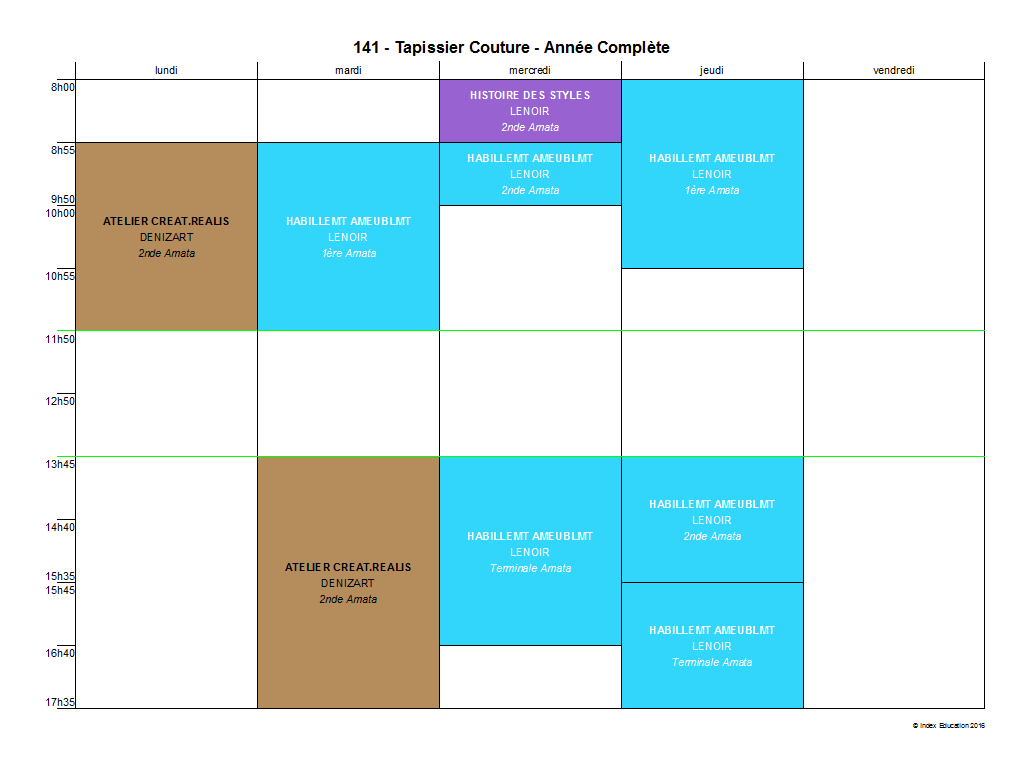 141 - Tapissier Couture - Année Complète
lundi mardi mercredi jeudi vendredi
8h00
8h55
9h50
10h00
10h55
11h50
12h50
13h45
14h40
15h35
15h45
16h40
17h35
ATELIER CREAT.REALIS
DENIZART
2nde Amata
HABILLEMT AMEUBLMT
LENOIR
1ère Amata
ATELIER CREAT.REALIS
DENIZART
2nde Amata
HISTOIRE DES STYLES
LENOIR
2nde Amata
HABILLEMT AMEUBLMT
LENOIR
2nde Amata
HABILLEMT AMEUBLMT
LENOIR
Terminale Amata
HABILLEMT AMEUBLMT
LENOIR
1ère Amata
HABILLEMT AMEUBLMT
LENOIR
2nde Amata
HABILLEMT AMEUBLMT
LENOIR
Terminale Amata
© Index Education 2016